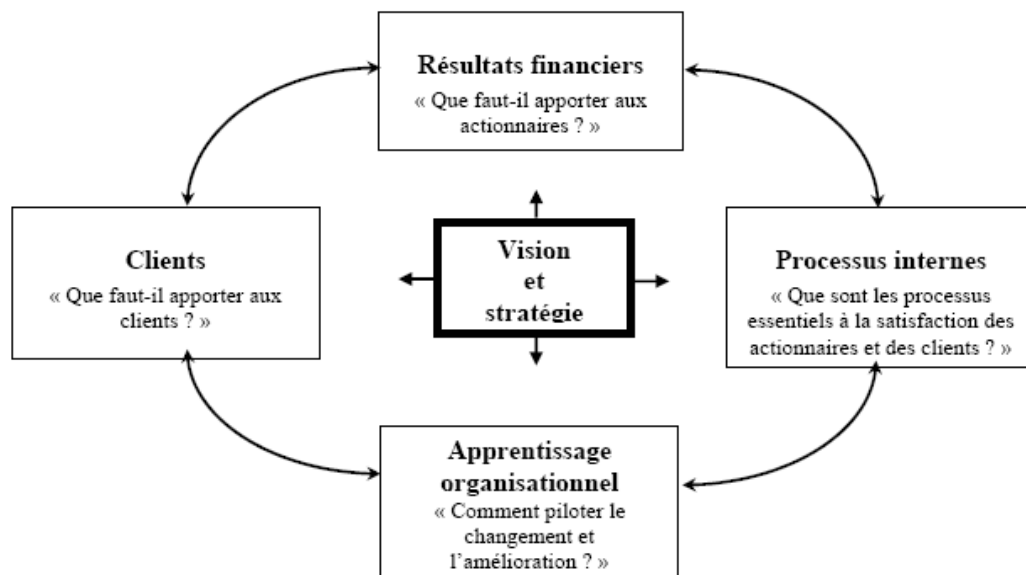 Résultats financiers
« Que faut-il apporter aux
actionnaires ? »
Clients
« Que faut-il apporter aux
clients ? »
Vision
et
stratégie
Processus internes
« Que sont les processus
essentiels à la satisfaction des
actionnaires et des clients ? »
Apprentissage
organisationnel
« Comment piloter le
changement et
l’amélioration ? »